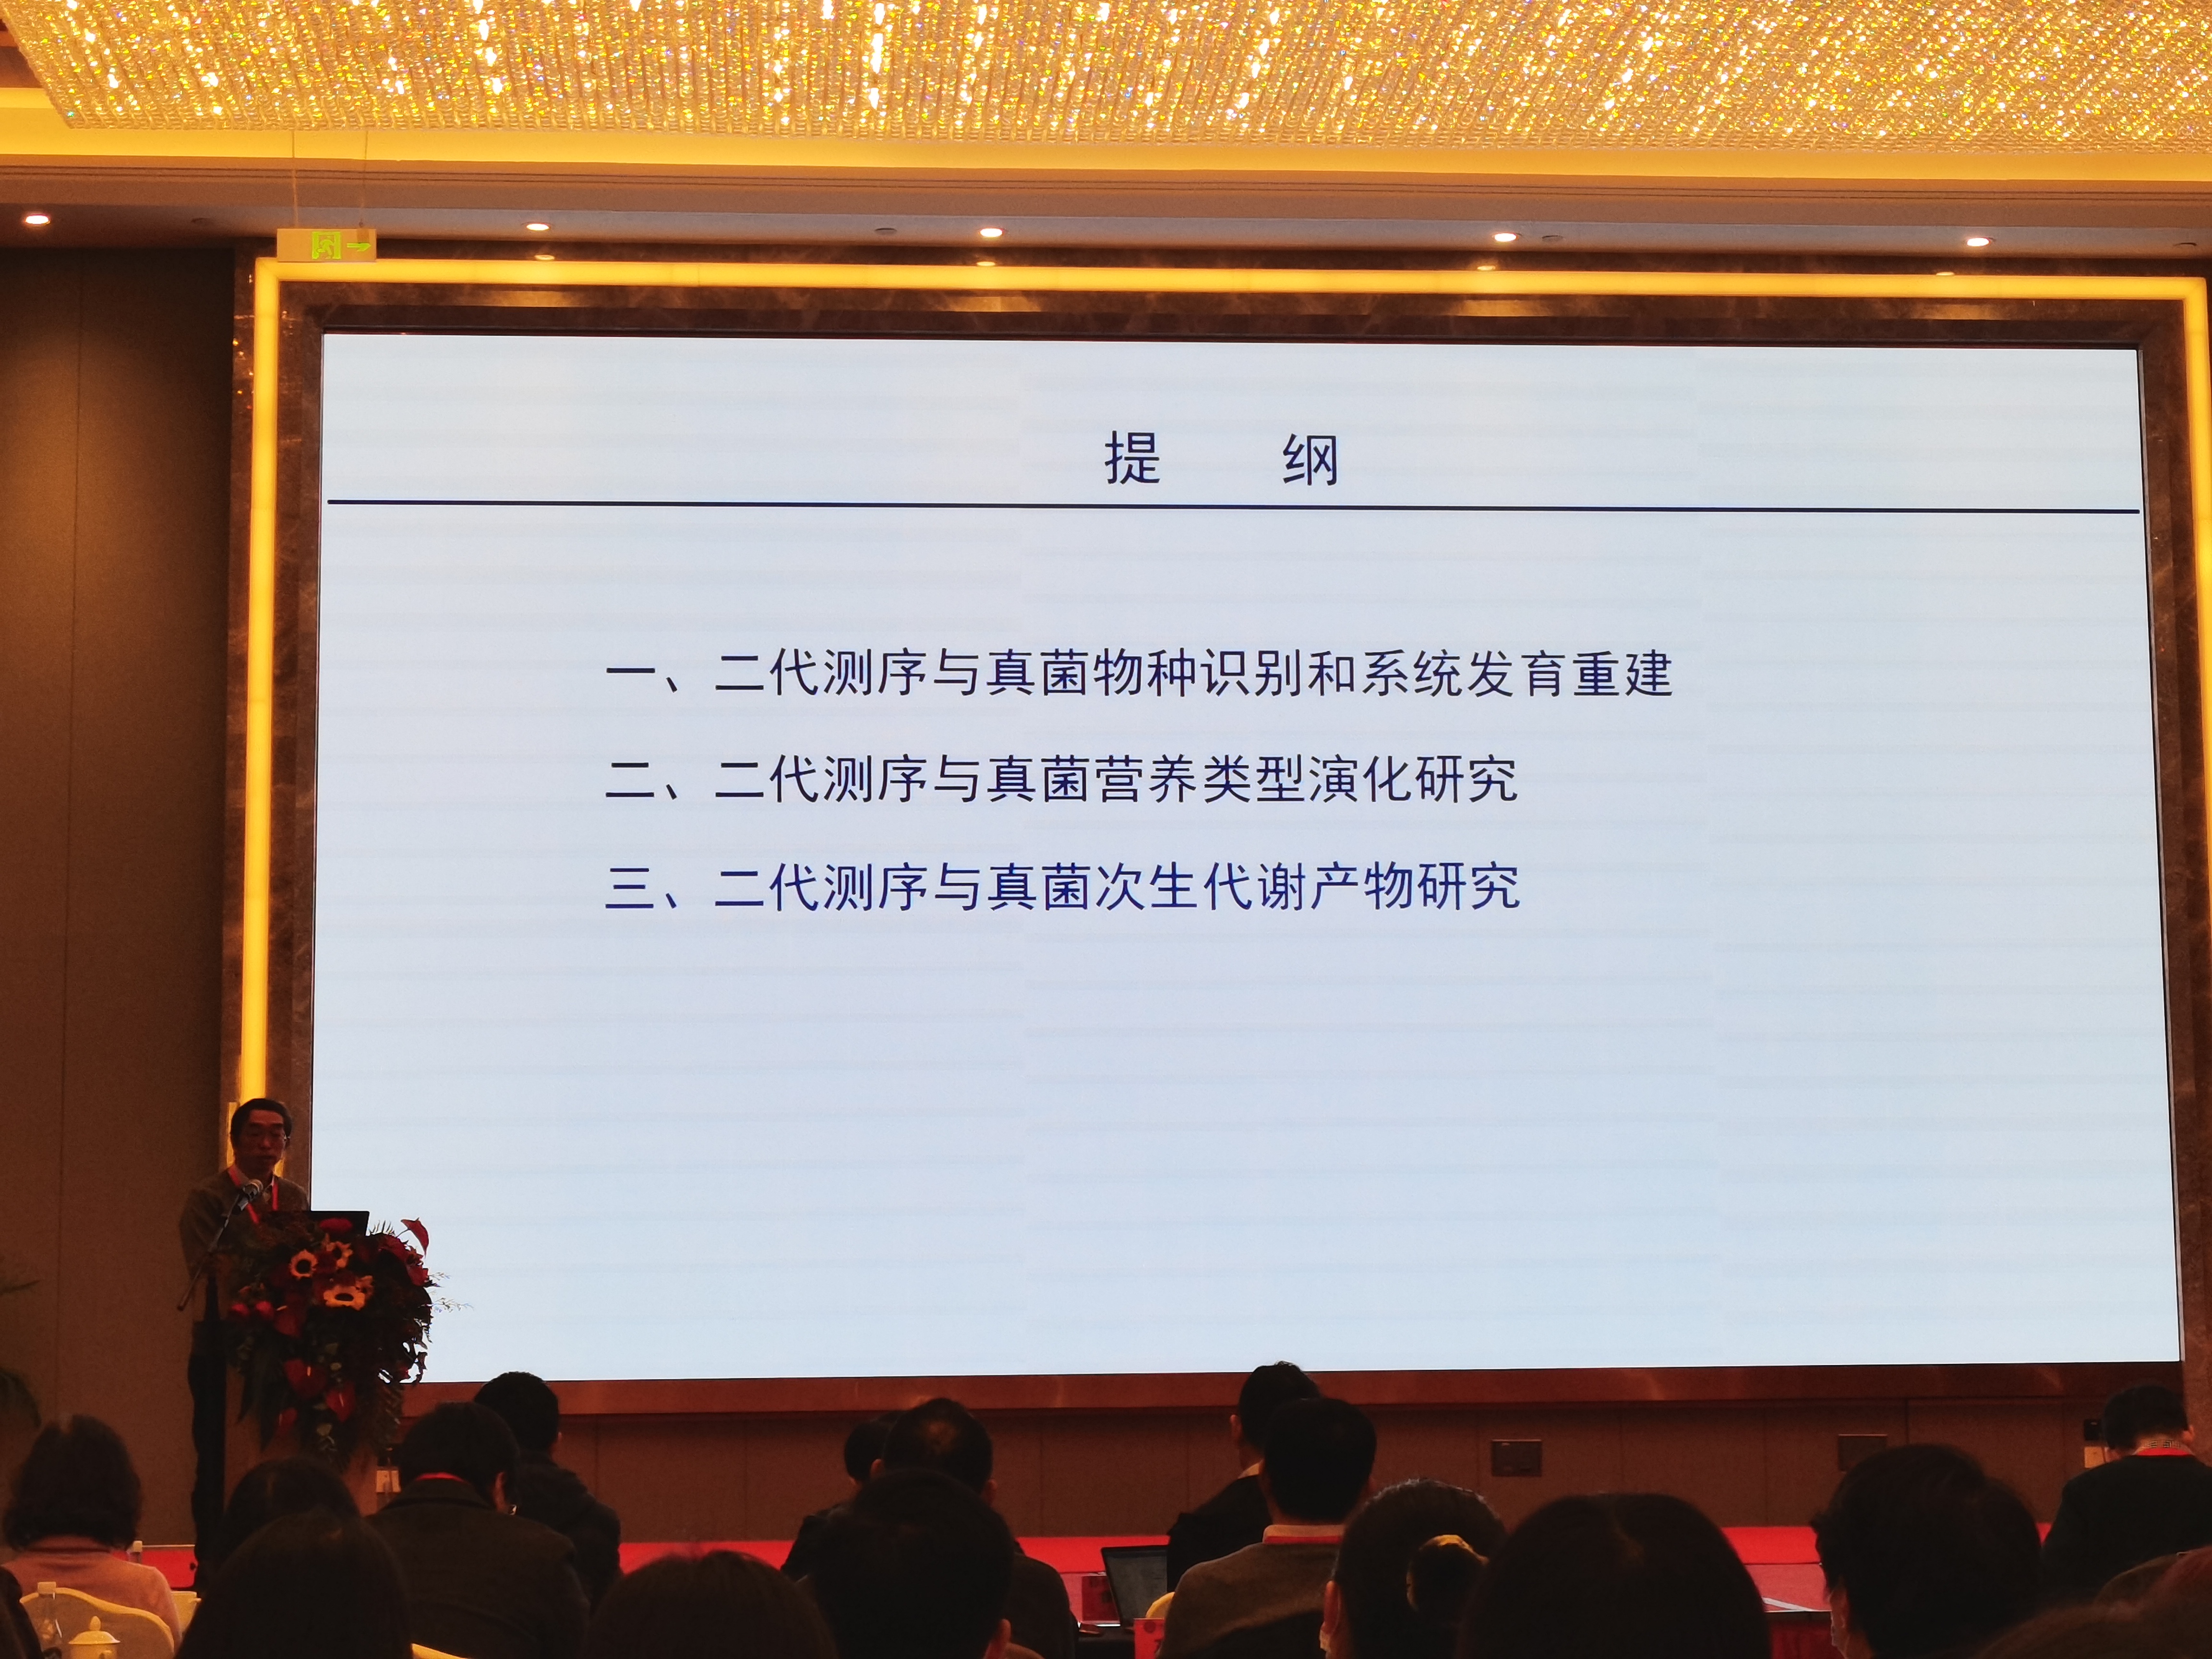 提 纲
一、二代测序与真菌物种识别和系统发育重建
二、二代测序与真菌营养类型演化研究
三、二代测序与真菌次生代谢产物研究